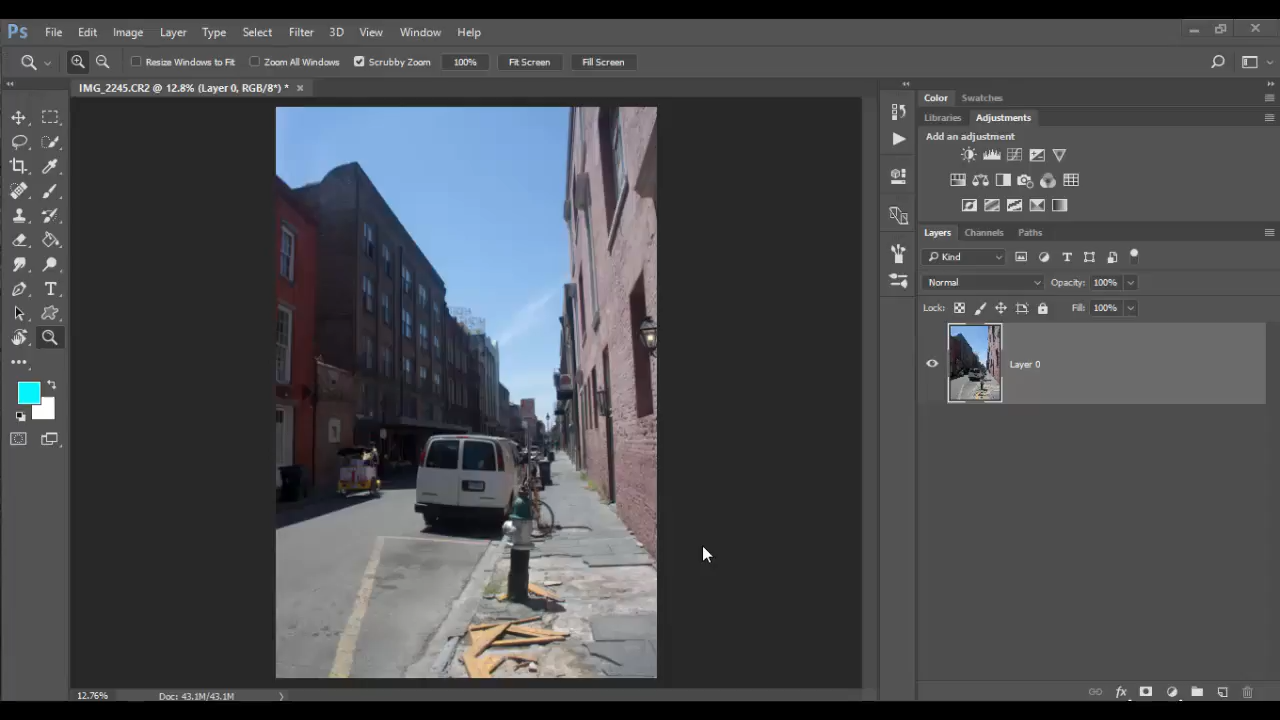 Ps File Edit Image Layer Type Select Filter 3D View Window Help
Resize Windows to Fit Zoom All Windows Scrubby Zoom 100% Fit Screen Fill Screen
IMG_2245.CR2 @ 12.8% (Layer 0, RGB/8*) *
Color Swatches
Libraries Adjustments
Add an adjustment
Layers Channels Paths
Kind
Normal Opacity: 100%
Lock: Fill: 100%
Layer 0
12.76% Doc: 43.1M/43.1M